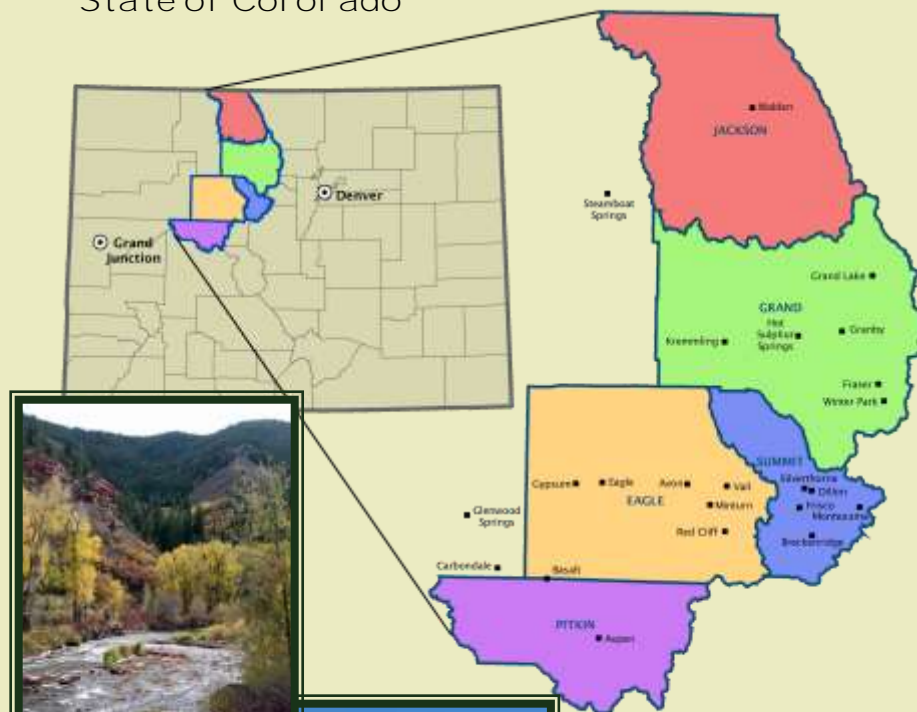 State of Colorado
Walden
JACKSON
Steamboat
Springs
Denver
Grand
Junction
Grand Lake
GRAND
Hot
Sulphur
Springs
Granby
Kremmling
Fraser
Winter Park
SUMMIT
Silverthorne
Dillon
Frisco
Montezuma
Breckenridge
Gypsum
Eagle
Avon
Vail
EAGLE
Minturn
Red Cliff
Glenwood
Springs
Carbondale
Basalt
PITKIN
Aspen